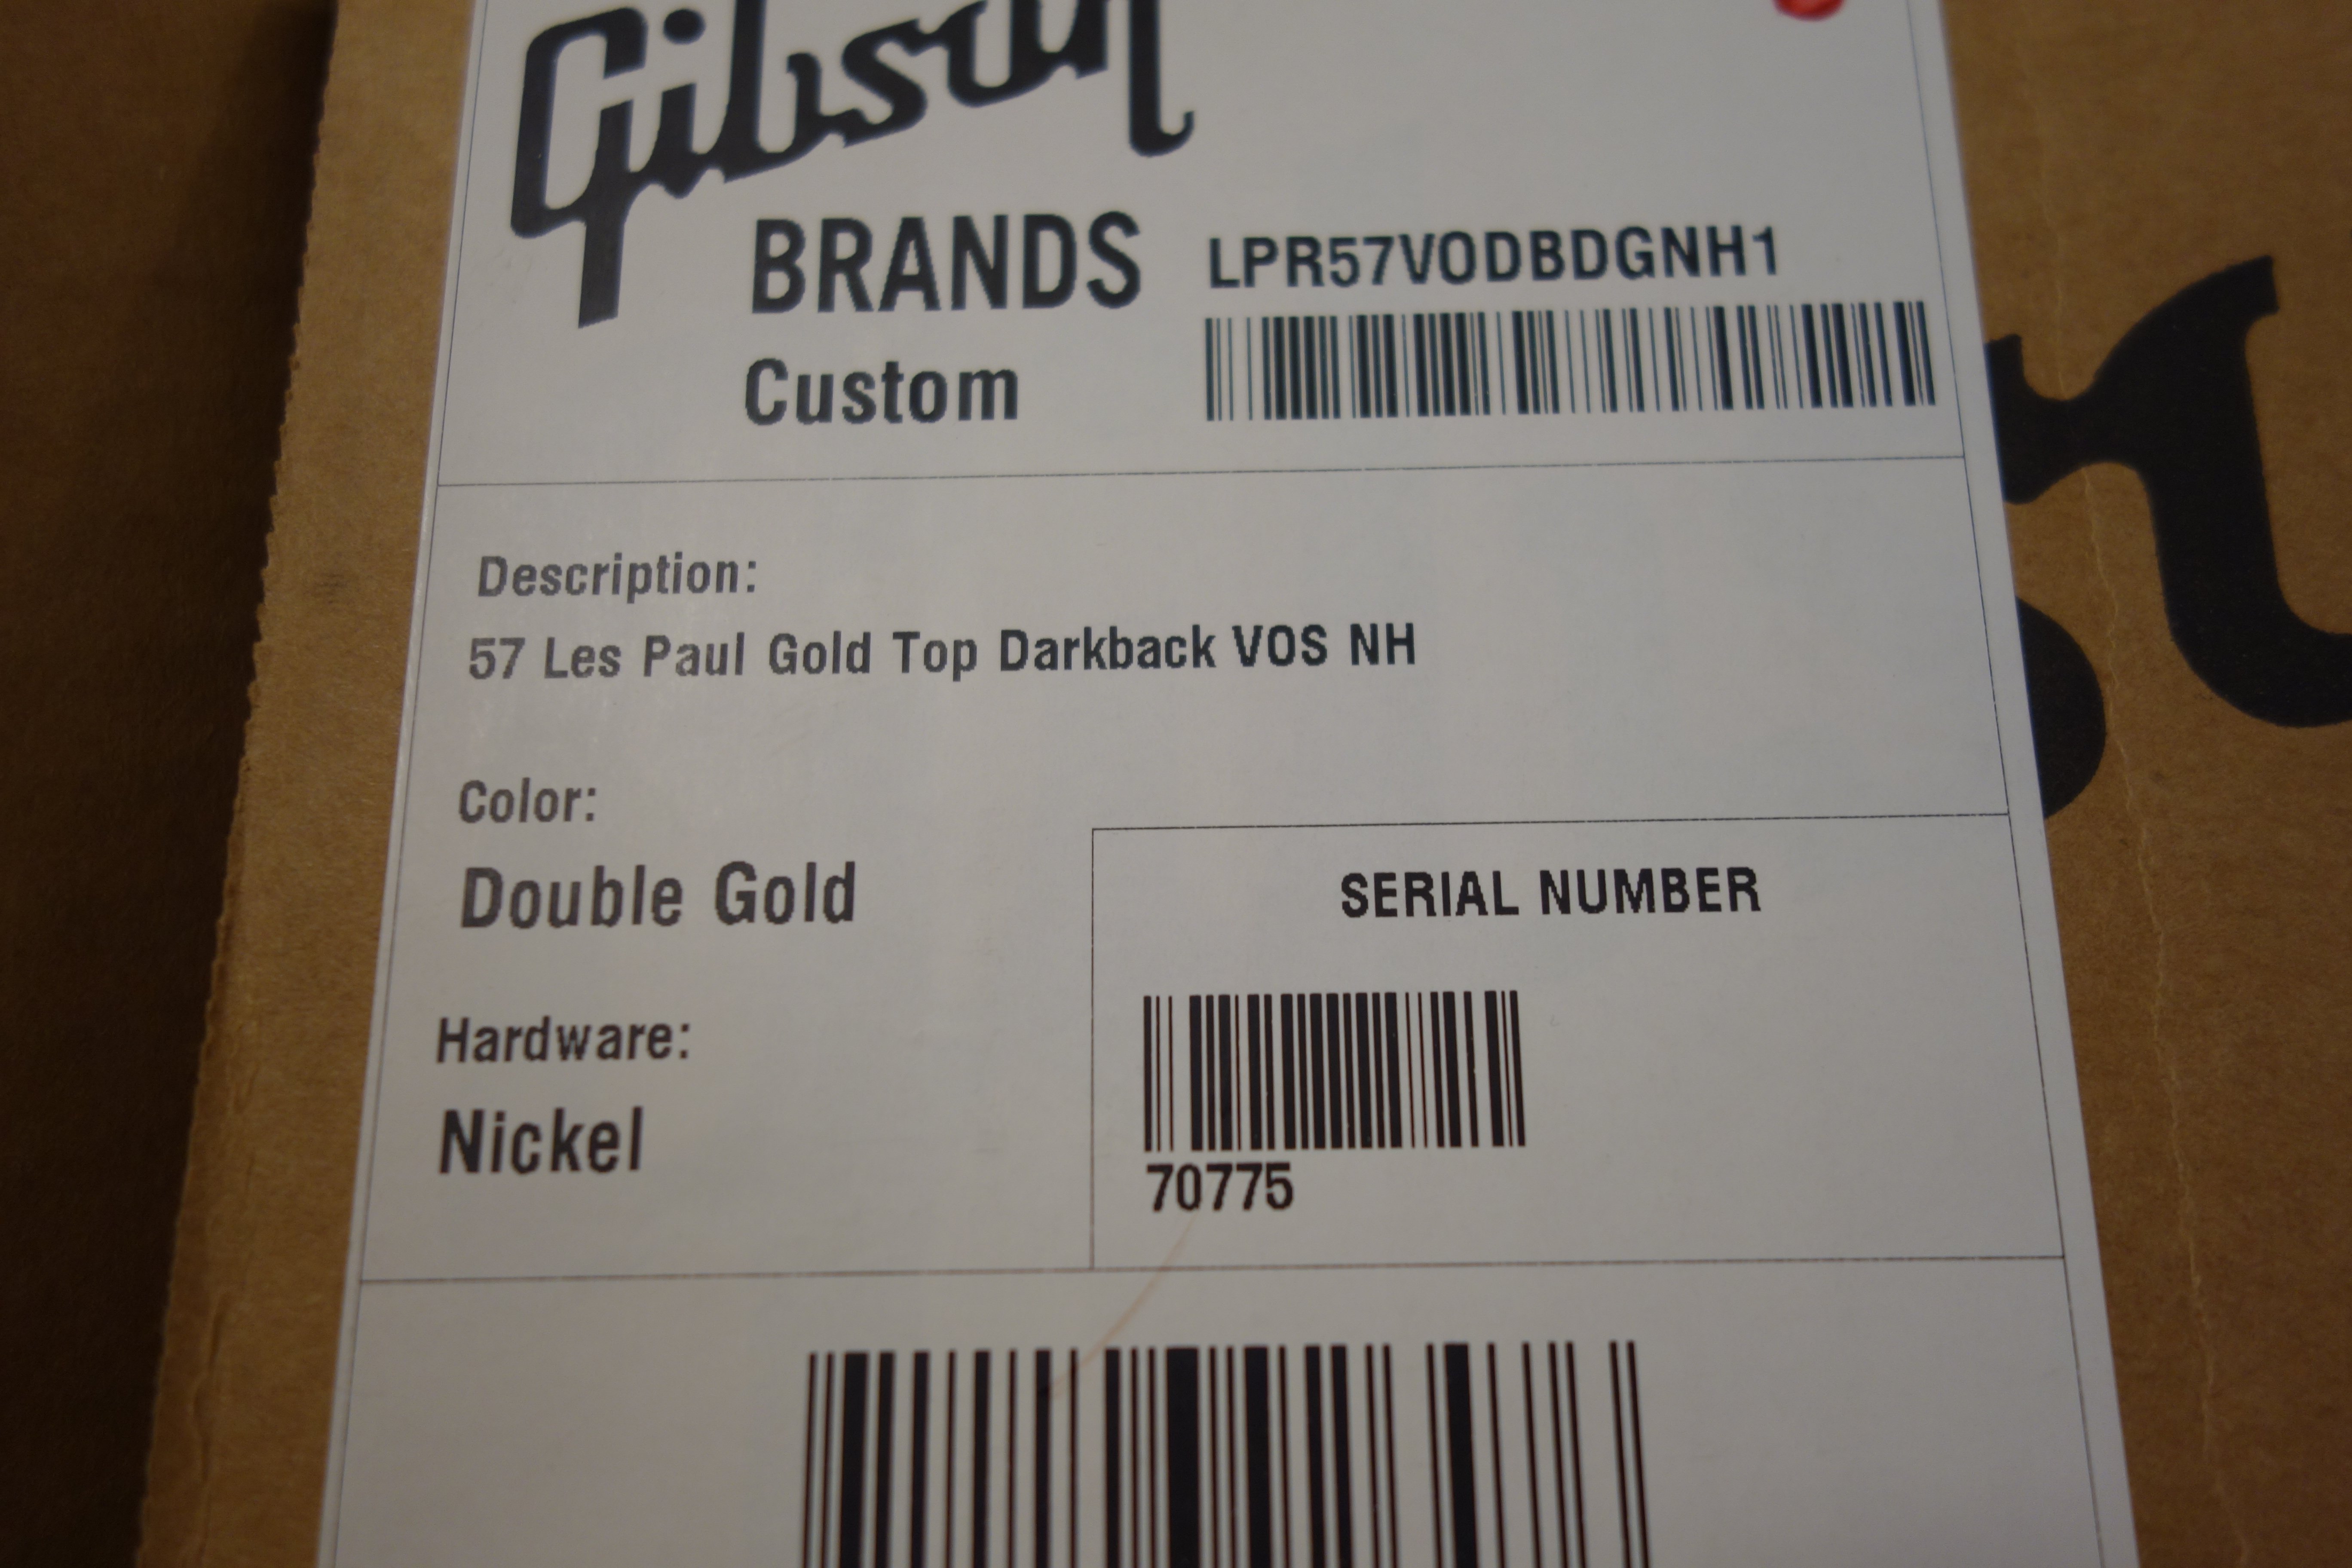 Gibson
BRANDS
Custom
LPR57VODBDGNH1
Description:
57 Les Paul Gold Top Darkback VOS NH
Color:
Double Gold
Hardware:
Nickel
SERIAL NUMBER
70775